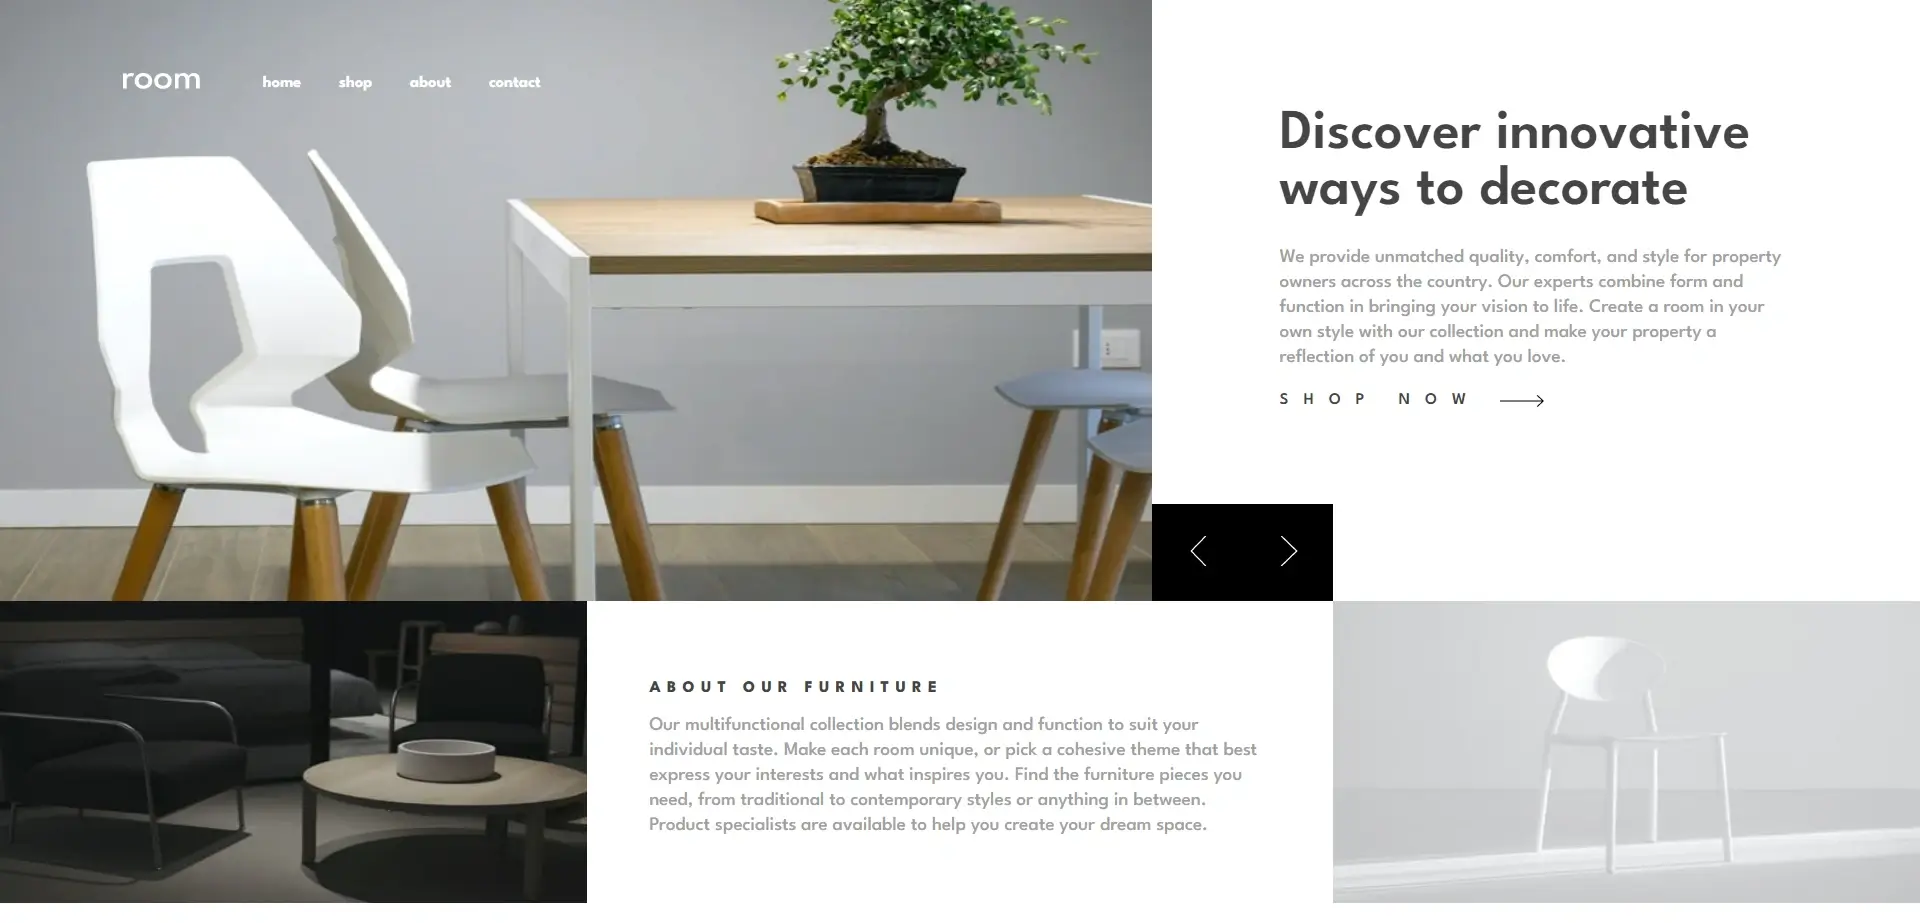 room
home shop about contact
Discover innovative
ways to decorate
We provide unmatched quality, comfort, and style for property
owners across the country. Our experts combine form and
function in bringing your vision to life. Create a room in your
own style with our collection and make your property a
reflection of you and what you love.
SHOP NOW
ABOUT OUR FURNITURE
Our multifunctional collection blends design and function to suit your
individual taste. Make each room unique, or pick a cohesive theme that best
express your interests and what inspires you. Find the furniture pieces you
need, from traditional to contemporary styles or anything in between.
Product specialists are available to help you create your dream space.